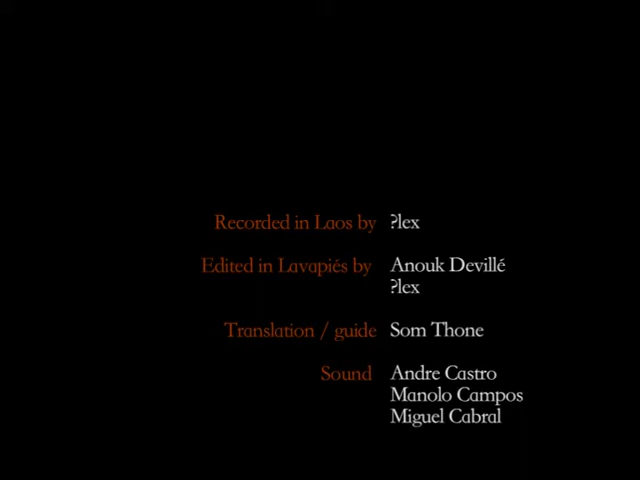 Recorded in Laos by ?lex
Edited in Lavapiés by Anouk Devillé
?lex
Translation / guide Som Thone
Sound Andre Castro
Manolo Campos
Miguel Cabral